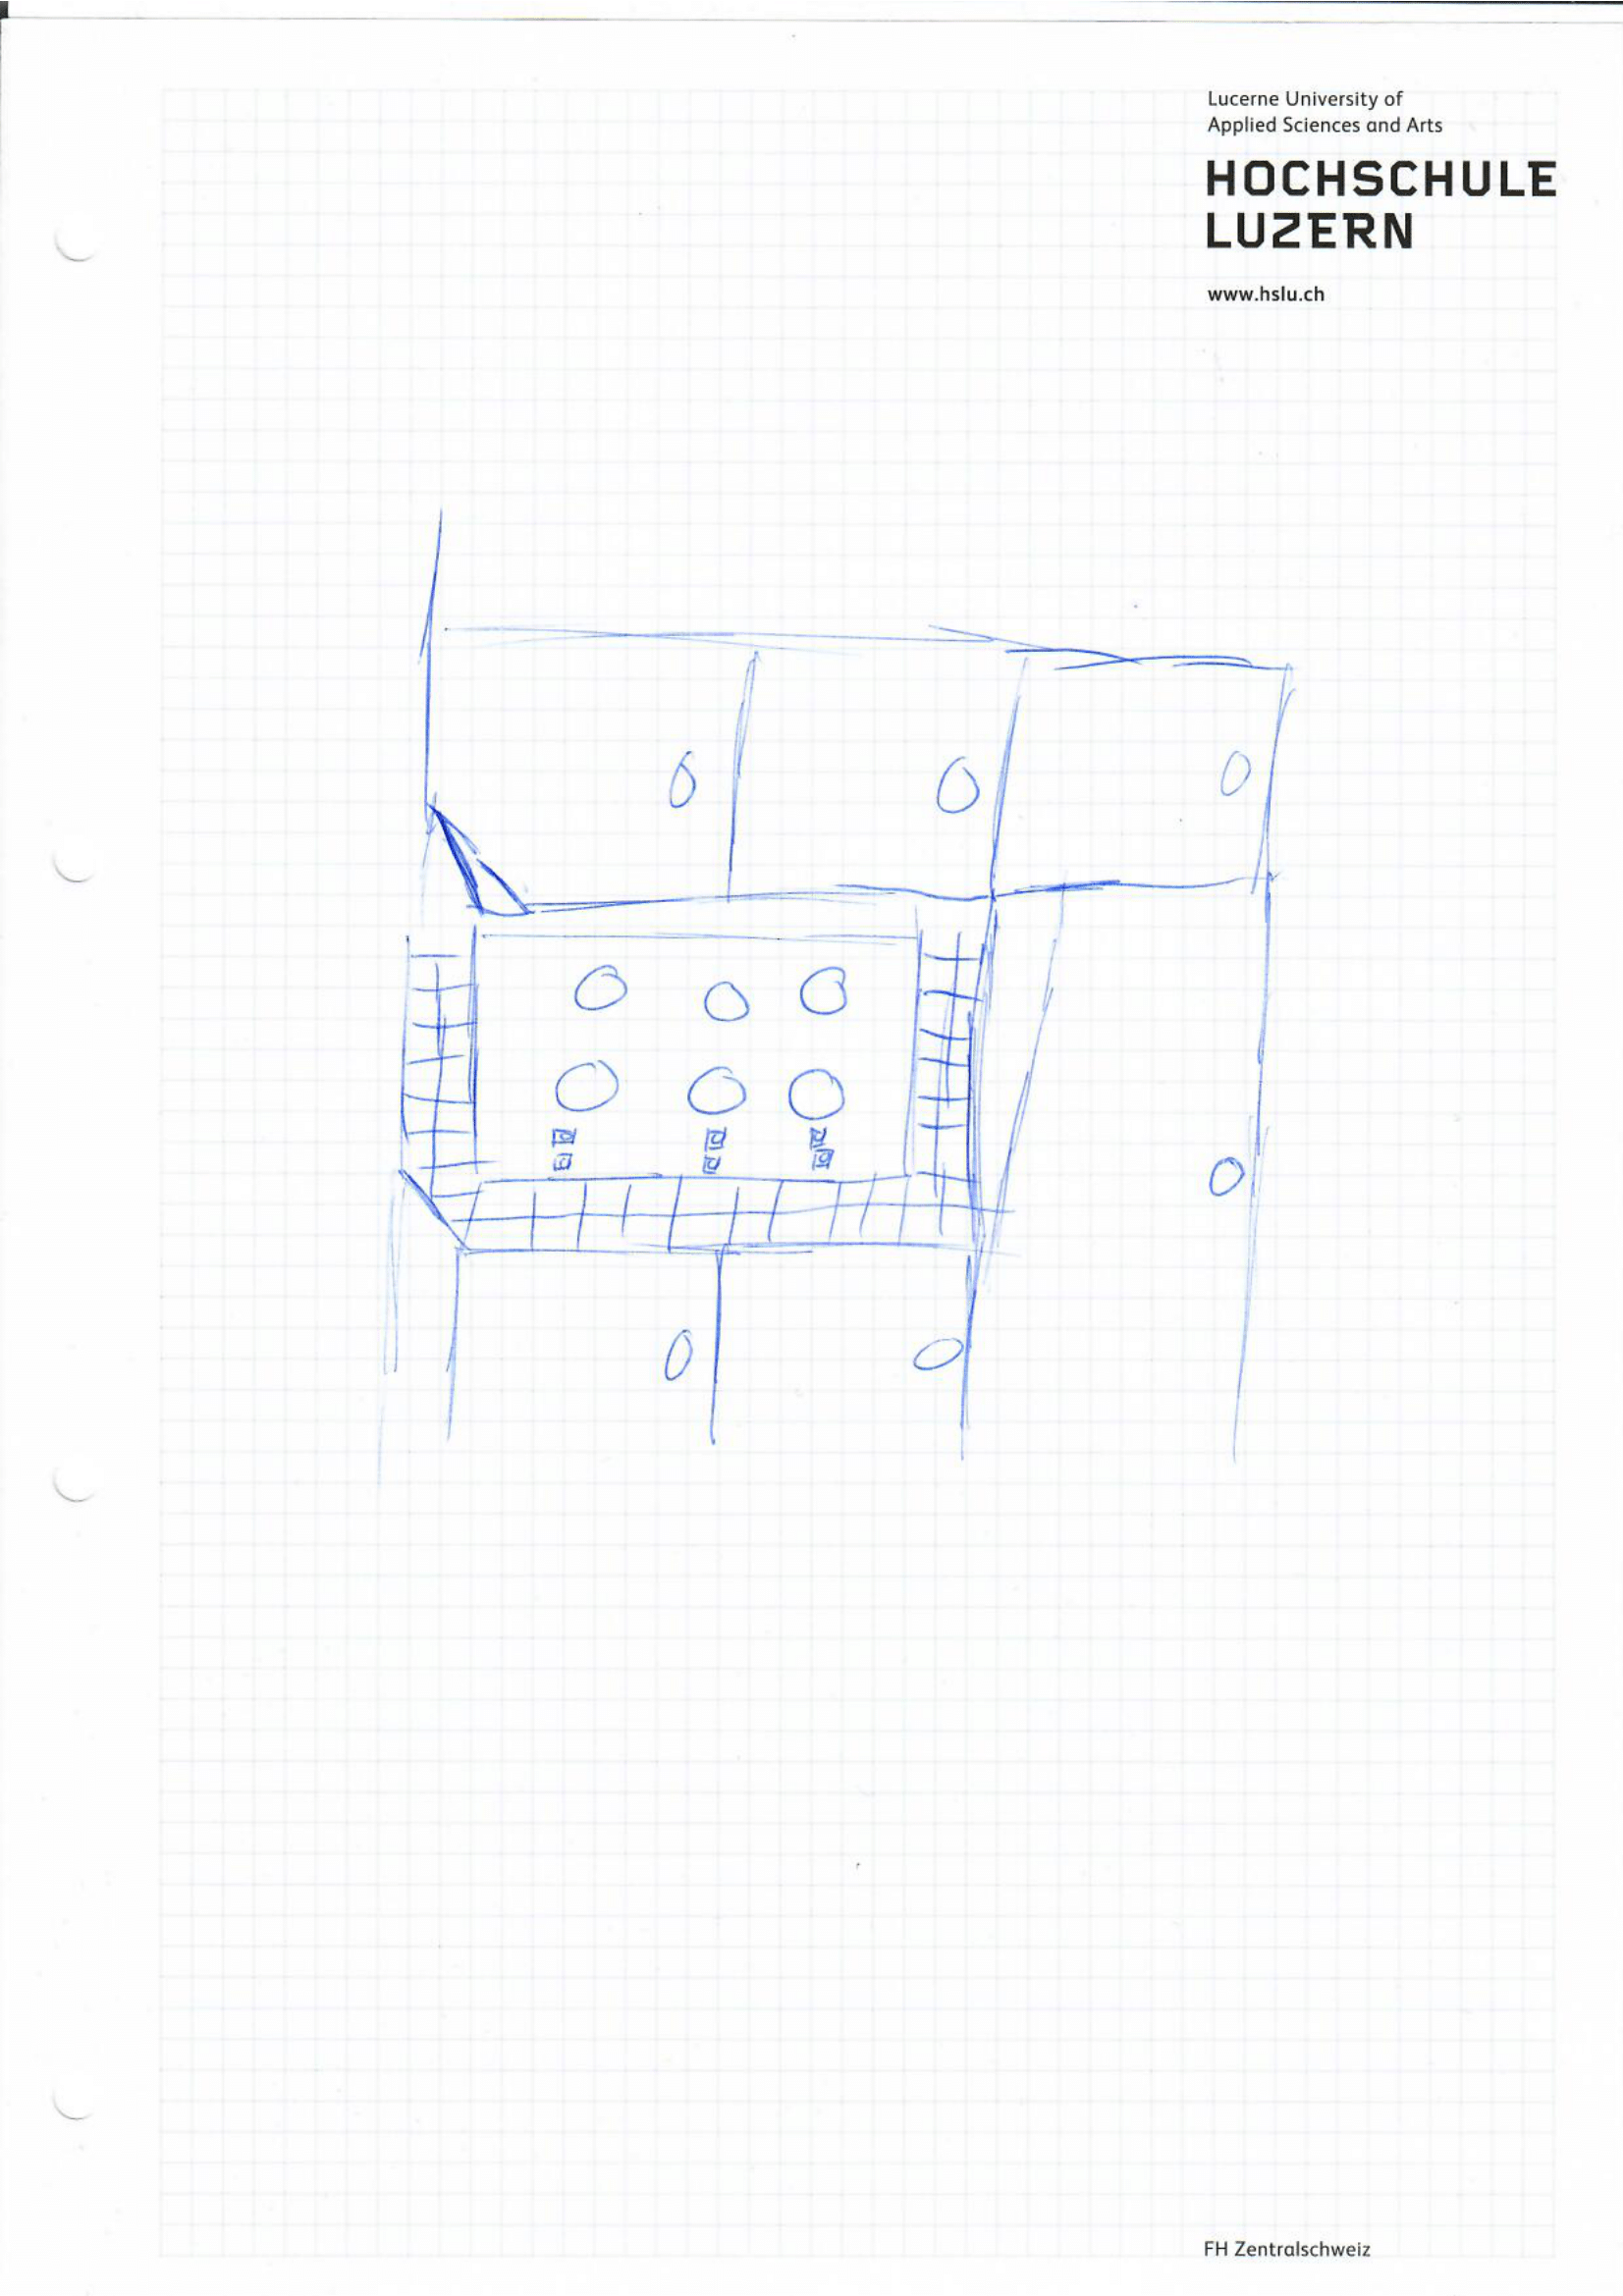 Lucerne University of
Applied Sciences and Arts
HOCHSCHULE
LUZERN
www.hslu.ch
FH Zentralschweiz